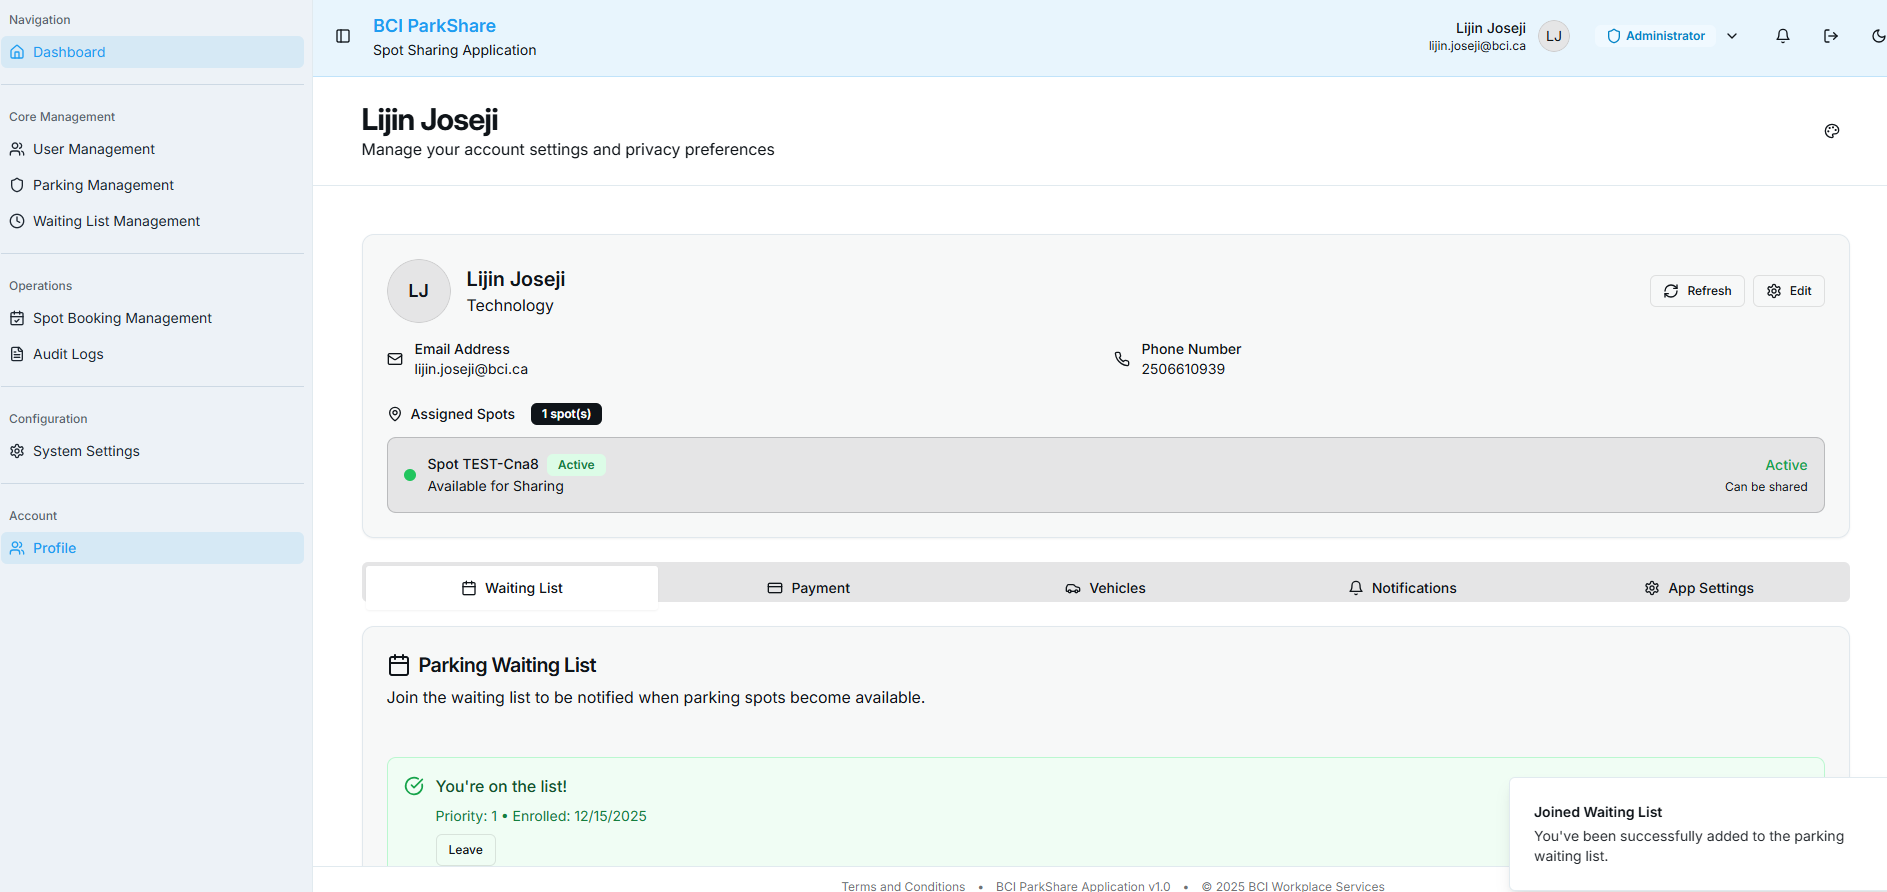 Navigation
Dashboard
Core Management
User Management
Parking Management
Waiting List Management
Operations
Spot Booking Management
Audit Logs
Configuration
System Settings
Account
Profile
BCI ParkShare
Spot Sharing Application
Lijin Joseji
lijin.joseji@bci.ca
LJ
Administrator
Lijin Joseji
Manage your account settings and privacy preferences
LJ
Lijin Joseji
Technology
Refresh
Edit
Email Address
lijin.joseji@bci.ca
Phone Number
2506610939
Assigned Spots
1 spot(s)
Spot TEST-Cna8
Active
Available for Sharing
Active
Can be shared
Waiting List
Payment
Vehicles
Notifications
App Settings
Parking Waiting List
Join the waiting list to be notified when parking spots become available.
You're on the list!
Priority: 1 • Enrolled: 12/15/2025
Leave
Joined Waiting List
You've been successfully added to the parking
waiting list.
Terms and Conditions • BCI ParkShare Application v1.0 • © 2025 BCI Workplace Services